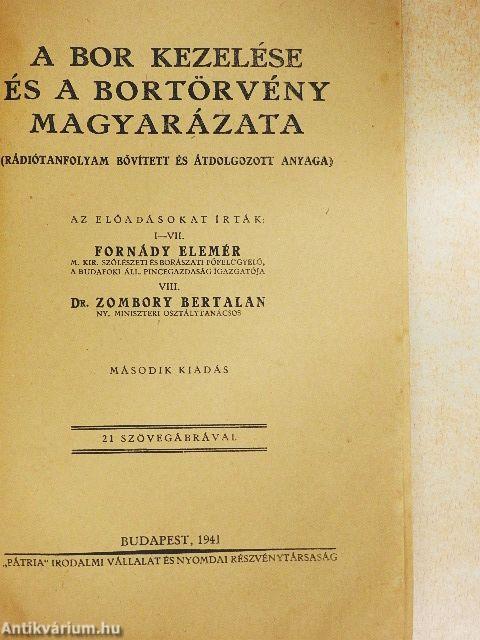 A BOR KEZELÉSE
ÉS A BORTÖRVÉNY
MAGYARÁZATA
(RÁDIÓTANFOLYAM BŐVÍTETT ÉS ÁTDOLGOZOTT ANYAGA)
AZ ELŐADÁSOKAT ÍRTÁK:
I—VII.
FORNÁDY ELEMÉR
M. KIR. SZŐLÉSZETI ÉS BORÁSZATI FŐFELÜGYELŐ,
A BUDAFOKI ÁLL. PINCEGAZDASÁG IGAZGATÓJA
VIII.
DR. ZOMBORY BERTALAN
NY. MINISZTERI OSZTÁLYTANÁCSOS
MÁSODIK KIADÁS
21 SZÖVEGÁBRÁVAL
BUDAPEST, 1941
„PÁTRIA" IRODALMI VÁLLALAT ÉS NYOMDAI RÉSZVÉNYTÁRSASÁG
Antikvárium.hu